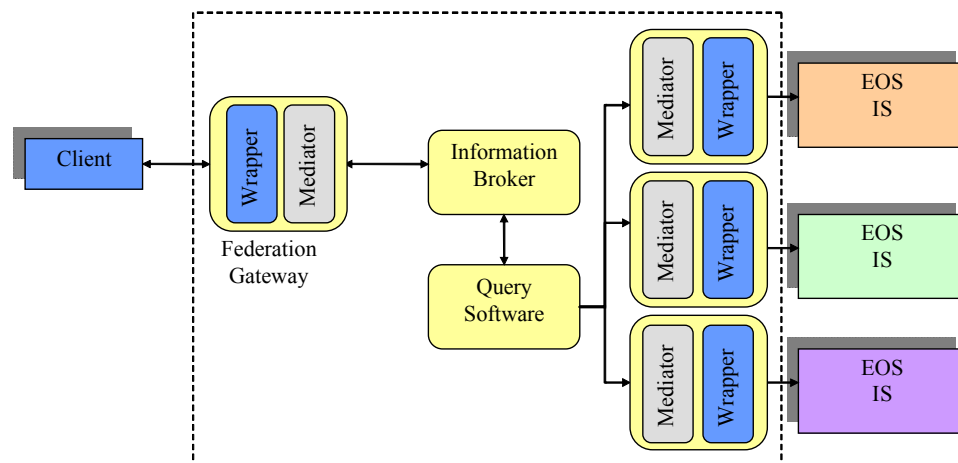 Client
Wrapper
Mediator
Federation
Gateway
Information
Broker
Query
Software
Mediator
Wrapper
EOS
IS
Mediator
Wrapper
EOS
IS
Mediator
Wrapper
EOS
IS